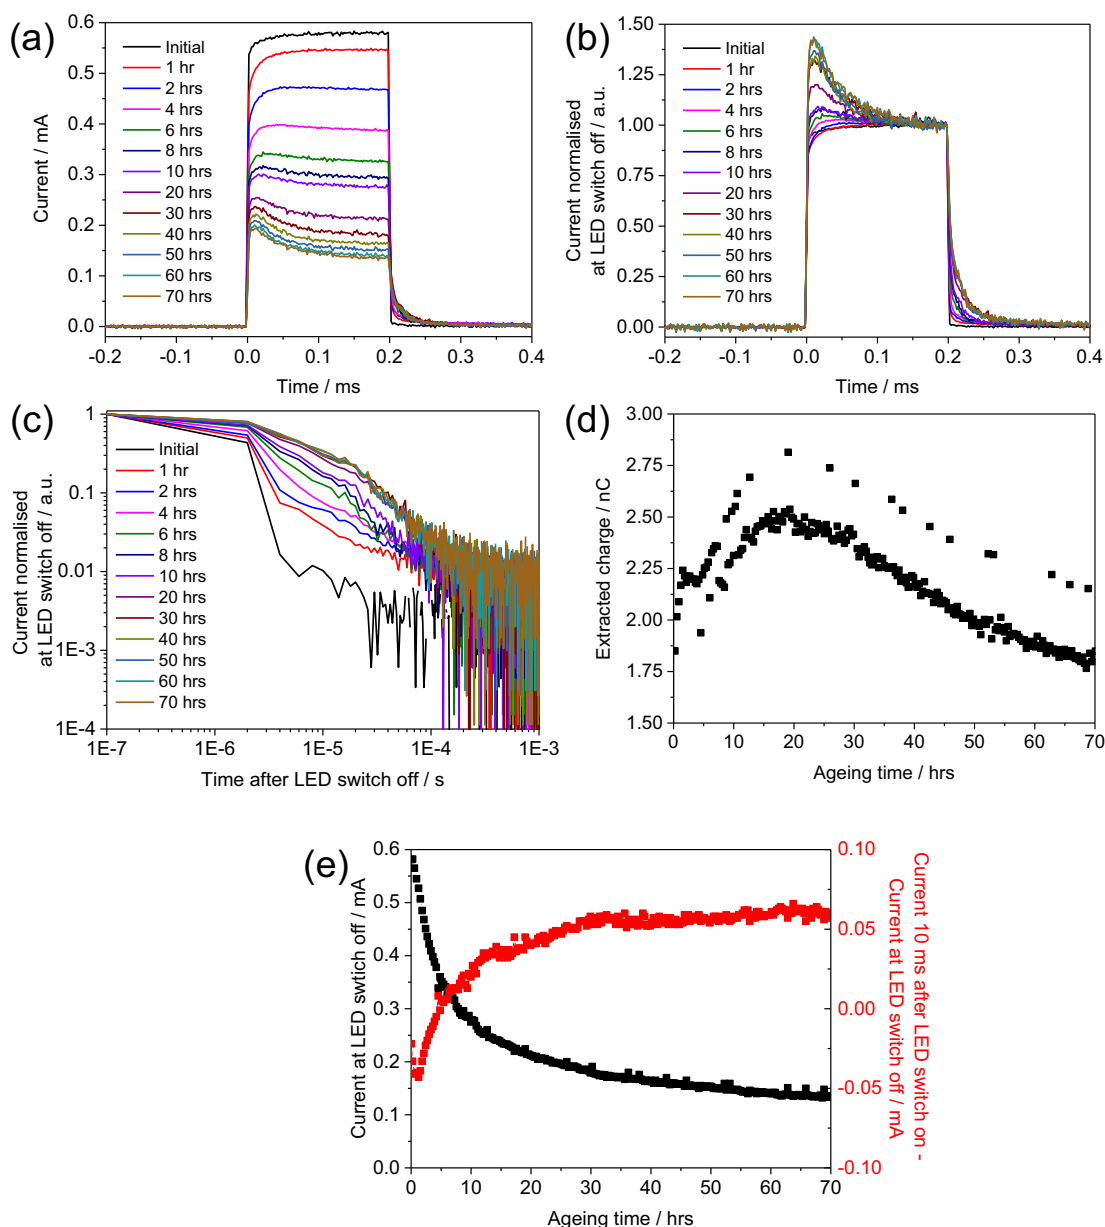 (a)
0.6
0.5
0.4
0.3
0.2
0.1
0.0
Current / mA
Initial
1 hr
2 hrs
4 hrs
6 hrs
8 hrs
10 hrs
20 hrs
30 hrs
40 hrs
50 hrs
60 hrs
70 hrs
-0.2 -0.1 0.0 0.1 0.2 0.3 0.4
Time / ms
(b)
1.50
1.25
1.00
0.75
0.50
0.25
0.00
Current normalised
at LED switch off / a.u.
Initial
1 hr
2 hrs
4 hrs
6 hrs
8 hrs
10 hrs
20 hrs
30 hrs
40 hrs
50 hrs
60 hrs
70 hrs
-0.2 -0.1 0.0 0.1 0.2 0.3 0.4
Time / ms
(c)
1
0.1
0.01
1E-3
1E-4
Current normalised
at LED switch off / a.u.
Initial
1 hr
2 hrs
4 hrs
6 hrs
8 hrs
10 hrs
20 hrs
30 hrs
40 hrs
50 hrs
60 hrs
70 hrs
1E-7 1E-6 1E-5 1E-4 1E-3
Time after LED switch off / s
(d)
3.00
2.75
2.50
2.25
2.00
1.75
1.50
Extracted charge / nC
0 10 20 30 40 50 60 70
Ageing time / hrs
(e)
0.6
0.5
0.4
0.3
0.2
0.1
0.0
Current at LED swtich off / mA
0.10
0.05
0.00
-0.05
-0.10
Current 10 ms after LED switch on -
Current at LED switch off / mA
0 10 20 30 40 50 60 70
Ageing time / hrs